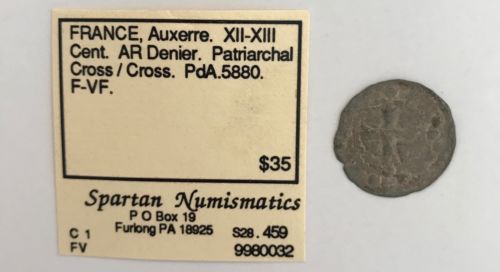 FRANCE, Auxerre. XII-XIII
Cent. AR Denier. Patriarchal
Cross / Cross. PdA.5880.
F-VF.
$35
Spartan Numismatics
P O Box 19
Furlong PA 18925
C 1
S28. 459
FV
9980032